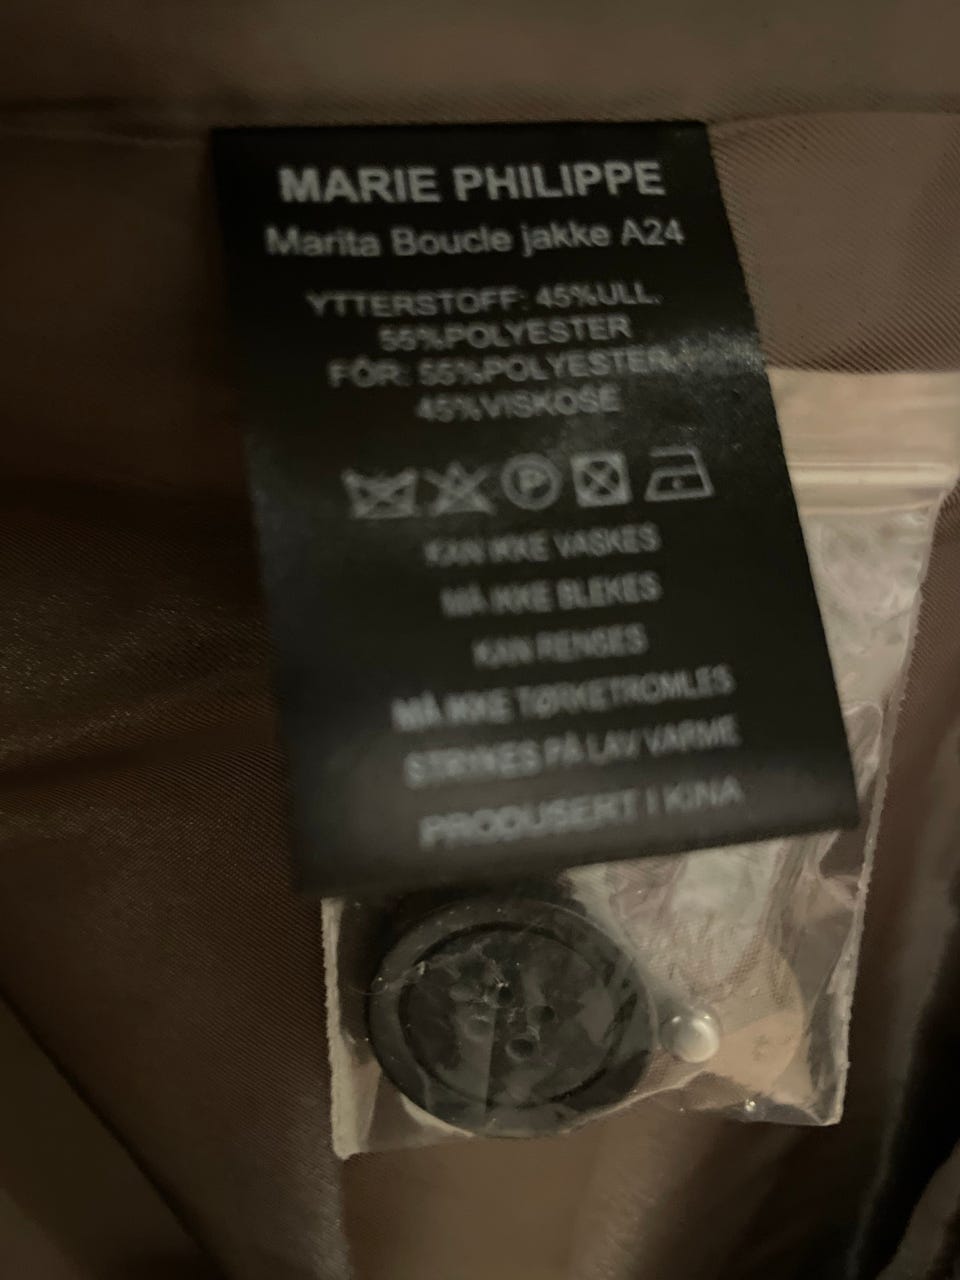 MARIE PHILIPPE
Marita Boucle jakke A24
YTTERSTOFF: 45%ULL.
55%POLYESTER
FÔR: 55%POLYESTER
45%VISKOSE
P
KAN IKKE VASKES
MÅ IKKE BLEKES
KAN RENSES
MÅ IKKE TØRKETROMLES
STRYKES PÅ LAV VARME
PRODUSERT I KINA